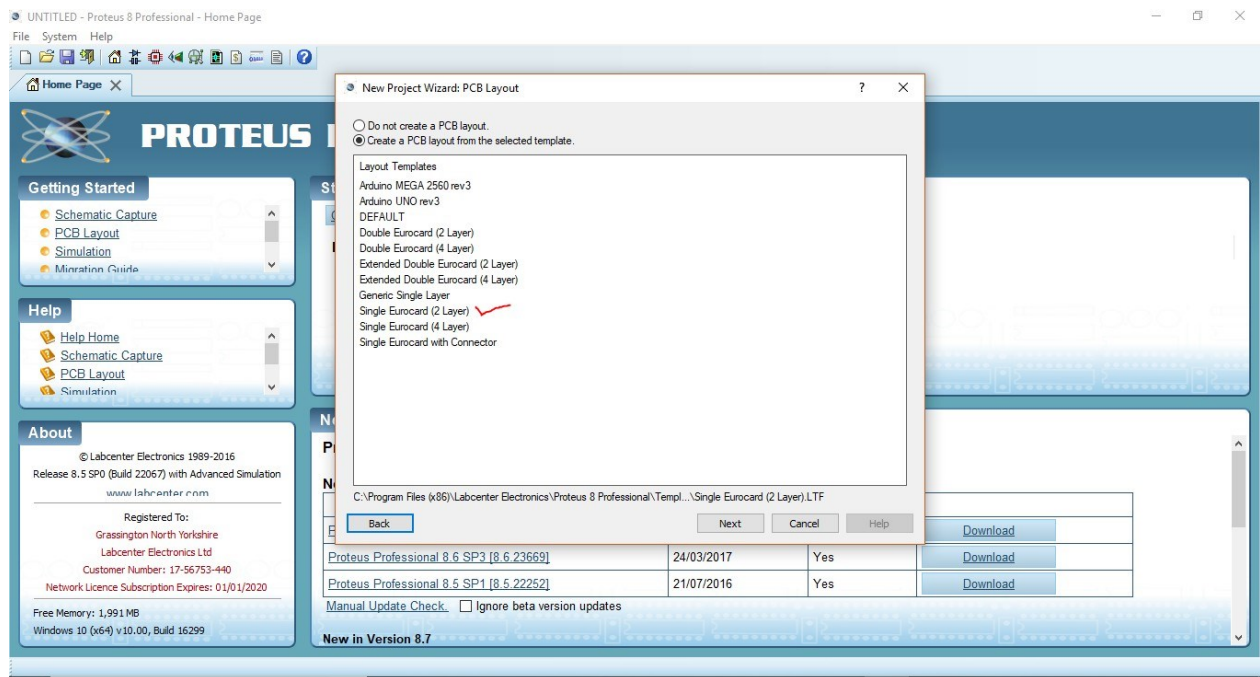 UNTITLED - Proteus 8 Professional - Home Page
File System Help
Home Page
PROTEUS
Getting Started
Schematic Capture
PCB Layout
Simulation
Migration Guide
Help
Help Home
Schematic Capture
PCB Layout
Simulation
About
© Labcenter Electronics 1989-2016
Release 8.5 SP0 (Build 22067) with Advanced Simulation
www.labcenter.com
Registered To:
Grassington North Yorkshire
Labcenter Electronics Ltd
Customer Number: 17-56753-440
Network Licence Subscription Expires: 01/01/2020
Free Memory: 1,991 MB
Windows 10 (x64) v10.00, Build 16299
New Project Wizard: PCB Layout ? X
Do not create a PCB layout.
Create a PCB layout from the selected template.
Layout Templates
Arduino MEGA 2560 rev3
Arduino UNO rev3
DEFAULT
Double Eurocard (2 Layer)
Double Eurocard (4 Layer)
Extended Double Eurocard (2 Layer)
Extended Double Eurocard (4 Layer)
Generic Single Layer
Single Eurocard (2 Layer)
Single Eurocard (4 Layer)
Single Eurocard with Connector
C:\Program Files (x86)\Labcenter Electronics\Proteus 8 Professional\Templ...\Single Eurocard (2 Layer).LTF
Back Next Cancel Help
Download
Proteus Professional 8.6 SP3 [8.6.23669] 24/03/2017 Yes Download
Proteus Professional 8.5 SP1 [8.5.22252] 21/07/2016 Yes Download
Manual Update Check. Ignore beta version updates
New in Version 8.7